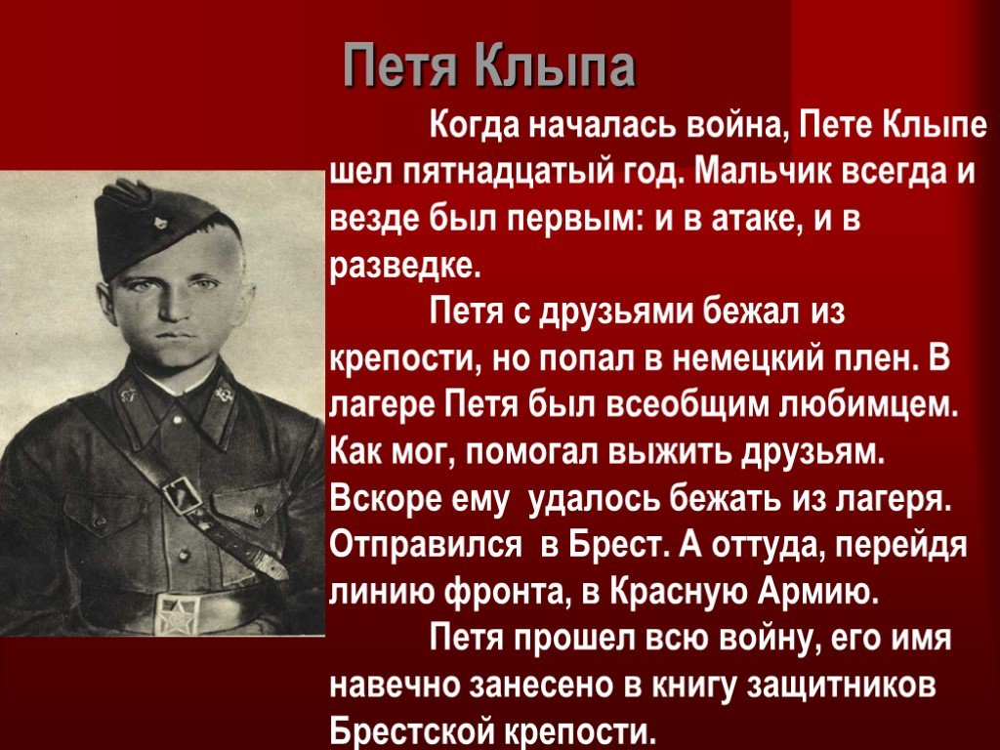 Петя Клыпа
Когда началась война, Пете Клыпе
шел пятнадцатый год. Мальчик всегда и
везде был первым: и в атаке, и в
разведке.
Петя с друзьями бежал из
крепости, но попал в немецкий плен. В
лагере Петя был всеобщим любимцем.
Как мог, помогал выжить друзьям.
Вскоре ему удалось бежать из лагеря.
Отправился в Брест. А оттуда, перейдя
линию фронта, в Красную Армию.
Петя прошел всю войну, его имя
навечно занесено в книгу защитников
Брестской крепости.